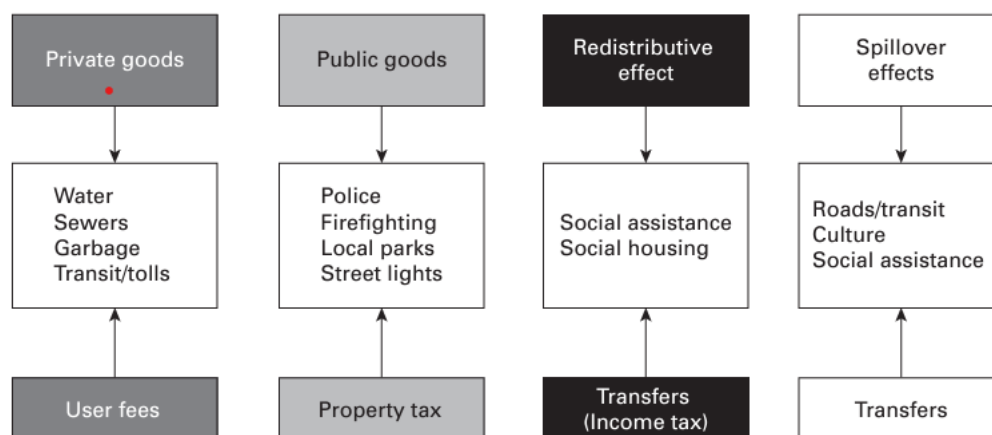 Private goods
Public goods
Redistributive
effect
Spillover
effects
Water
Sewers
Garbage
Transit/tolls
Police
Firefighting
Local parks
Street lights
Social assistance
Social housing
Roads/transit
Culture
Social assistance
User fees
Property tax
Transfers
(Income tax)
Transfers